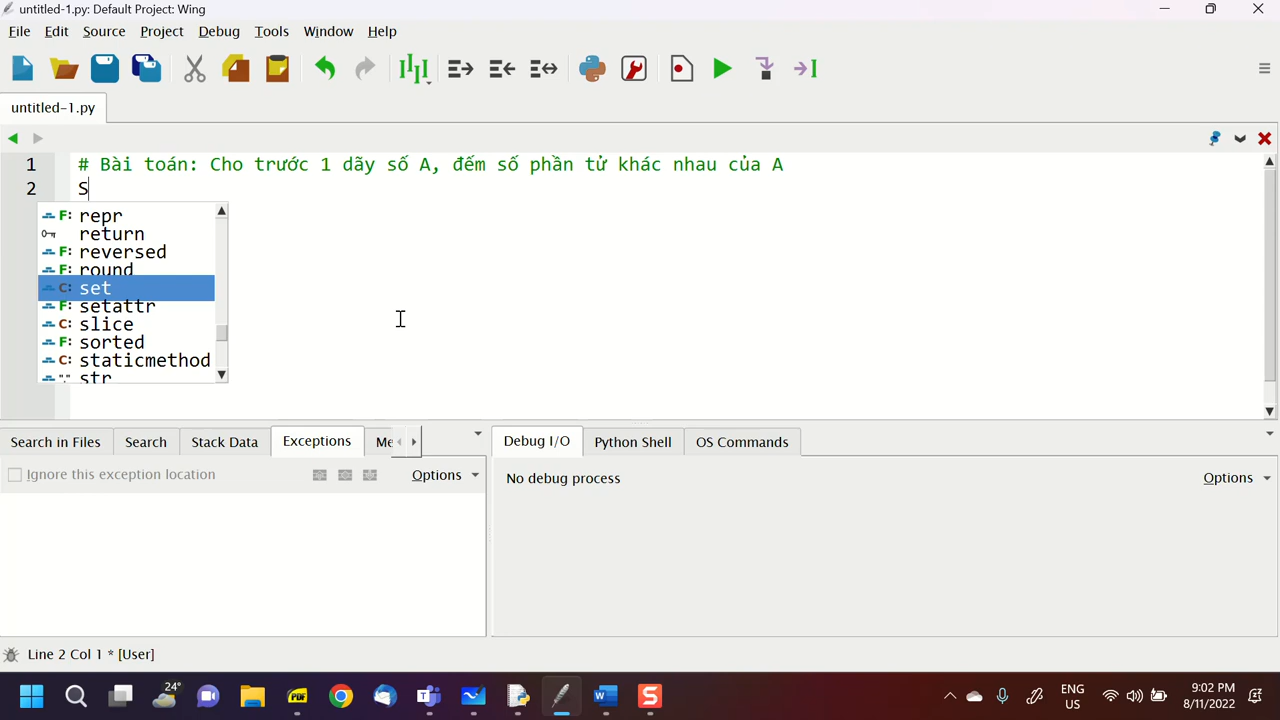 untitled-1.py: Default Project: Wing
File Edit Source Project Debug Tools Window Help
untitled-1.py
1 # Bài toán: Cho trước 1 dãy số A, đếm số phần tử khác nhau của A
2 S
F: repr
return
F: reversed
F: round
C: set
F: setattr
C: slice
F: sorted
C: staticmethod
str
Search in Files Search Stack Data Exceptions Me
Debug I/O Python Shell OS Commands
Ignore this exception location Options
No debug process Options
Line 2 Col 1 * [User]
24°
PDF
ENG
US
9:02 PM
8/11/2022